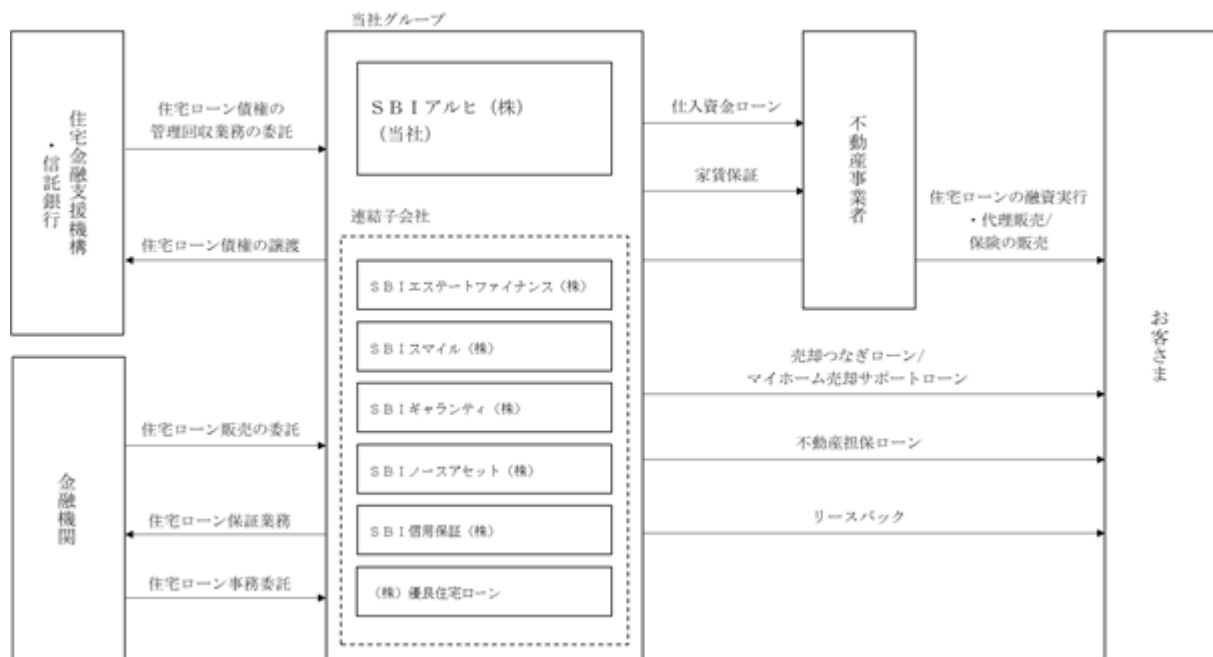 当社グループ
住宅金融支援機構
・信託銀行
住宅ローン債権の
管理回収業務の委託
住宅ローン債権の譲渡
金融機関
住宅ローン販売の委託
住宅ローン保証業務
住宅ローン事務委託
SBIアルヒ(株)
(当社)
連結子会社
SBIエステートファイナンス(株)
SBIスマイル(株)
SBIギャランティ(株)
SBIノースアセット(株)
SBI信用保証(株)
(株)優良住宅ローン
仕入資金ローン
家賃保証
不動産事業者
住宅ローンの融資実行
・代理販売/
保険の販売
売却つなぎローン/
マイホーム売却サポートローン
不動産担保ローン
リースバック
お客さま